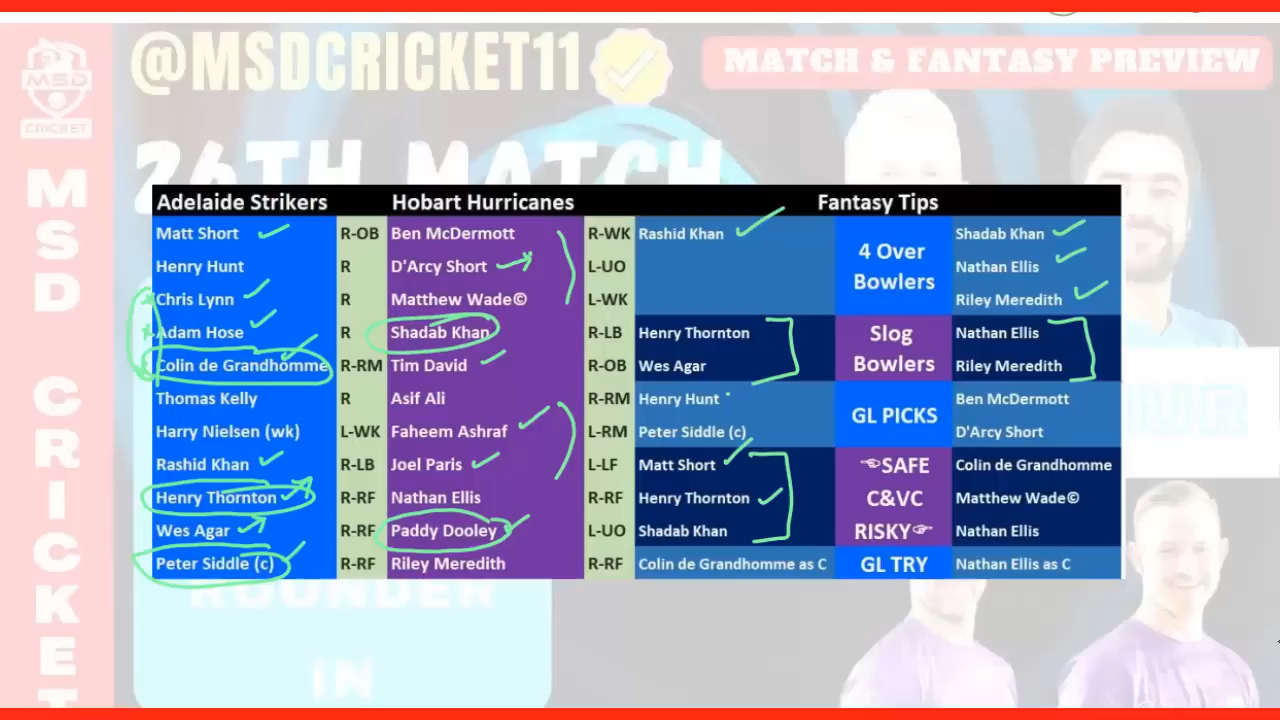 @MSDCRICKET11
MATCH & FANTASY PREVIEW
MSD
CRICKET
MSD CRICKET
26TH MATCH
Adelaide Strikers Hobart Hurricanes Fantasy Tips
Matt Short R-OB Ben McDermott R-WK Rashid Khan 4 Over Bowlers Shadab Khan
Henry Hunt R D'Arcy Short L-UO Nathan Ellis
Chris Lynn R Matthew Wade© L-WK Riley Meredith
Adam Hose R Shadab Khan R-LB Henry Thornton Slog Bowlers Nathan Ellis
Colin de Grandhomme R-RM Tim David R-OB Wes Agar Riley Meredith
Thomas Kelly R Asif Ali R-RM Henry Hunt GL PICKS Ben McDermott
Harry Nielsen (wk) L-WK Faheem Ashraf L-RM Peter Siddle (c) D'Arcy Short
Rashid Khan R-LB Joel Paris L-LF Matt Short ☜SAFE Colin de Grandhomme
Henry Thornton R-RF Nathan Ellis R-RF Henry Thornton C&VC Matthew Wade©
Wes Agar R-RF Paddy Dooley L-UO Shadab Khan RISKY☞ Nathan Ellis
Peter Siddle (c) R-RF Riley Meredith R-RF Colin de Grandhomme as C GL TRY Nathan Ellis as C
ROUNDER
IN